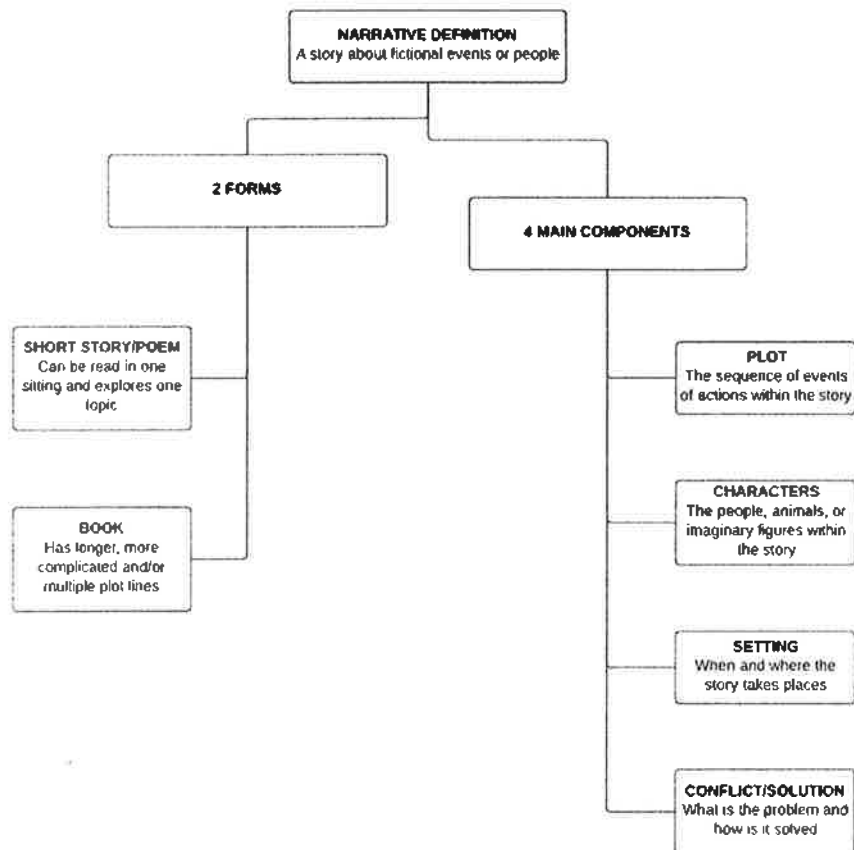 NARRATIVE DEFINITION
A story about fictional events or people
2 FORMS
4 MAIN COMPONENTS
SHORT STORY/POEM
Can be read in one
sitting and explores one
topic
BOOK
Has longer, more
complicated and/or
multiple plot lines
PLOT
The sequence of events
of actions within the story
CHARACTERS
The people, animals, or
imaginary figures within
the story
SETTING
When and where the
story takes places
CONFLICT/SOLUTION
What is the problem and
how is it solved